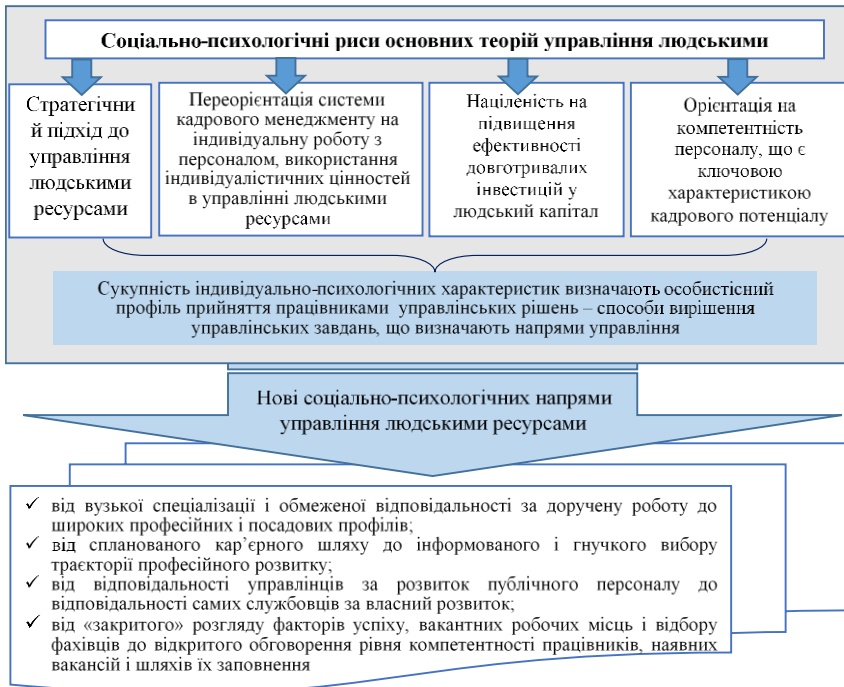 Соціально-психологічні риси основних теорій управління людськими
Стратегічни
й підхід до
управління
людськими
ресурсами
Переорієнтація системи
кадрового менеджменту на
індивідуальну роботу з
персоналом, використання
індивідуалістичних цінностей
в управлінні людськими
ресурсами
Націленість на
підвищення
ефективності
довготривалих
інвестицій у
людський капітал
Орієнтація на
компетентність
персоналу, що є
ключовою
характеристикою
кадрового потенціалу
Сукупність індивідуально-психологічних характеристик визначають особистісний
профіль прийняття працівниками управлінських рішень – способи вирішення
управлінських завдань, що визначають напрями управління
Нові соціально-психологічних напрями
управління людськими ресурсами
✓ від вузької спеціалізації і обмеженої відповідальності за доручену роботу до
широких професійних і посадових профілів;
✓ від спланованого кар’єрного шляху до інформованого і гнучкого вибору
траєкторії професійного розвитку;
✓ від відповідальності управлінців за розвиток публічного персоналу до
відповідальності самих службовців за власний розвиток;
✓ від «закритого» розгляду факторів успіху, вакантних робочих місць і відбору
фахівців до відкритого обговорення рівня компетентності працівників, наявних
вакансій і шляхів їх заповнення